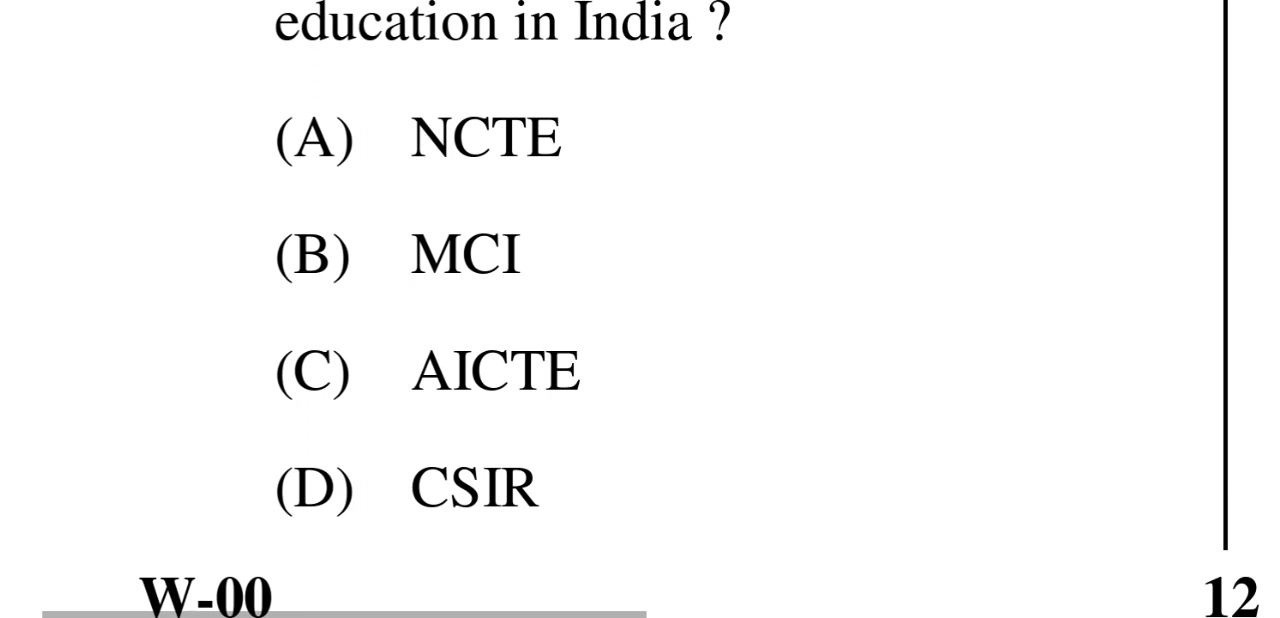 education in India ?
(A) NCTE
(B) MCI
(C) AICTE
(D) CSIR
W-00 12